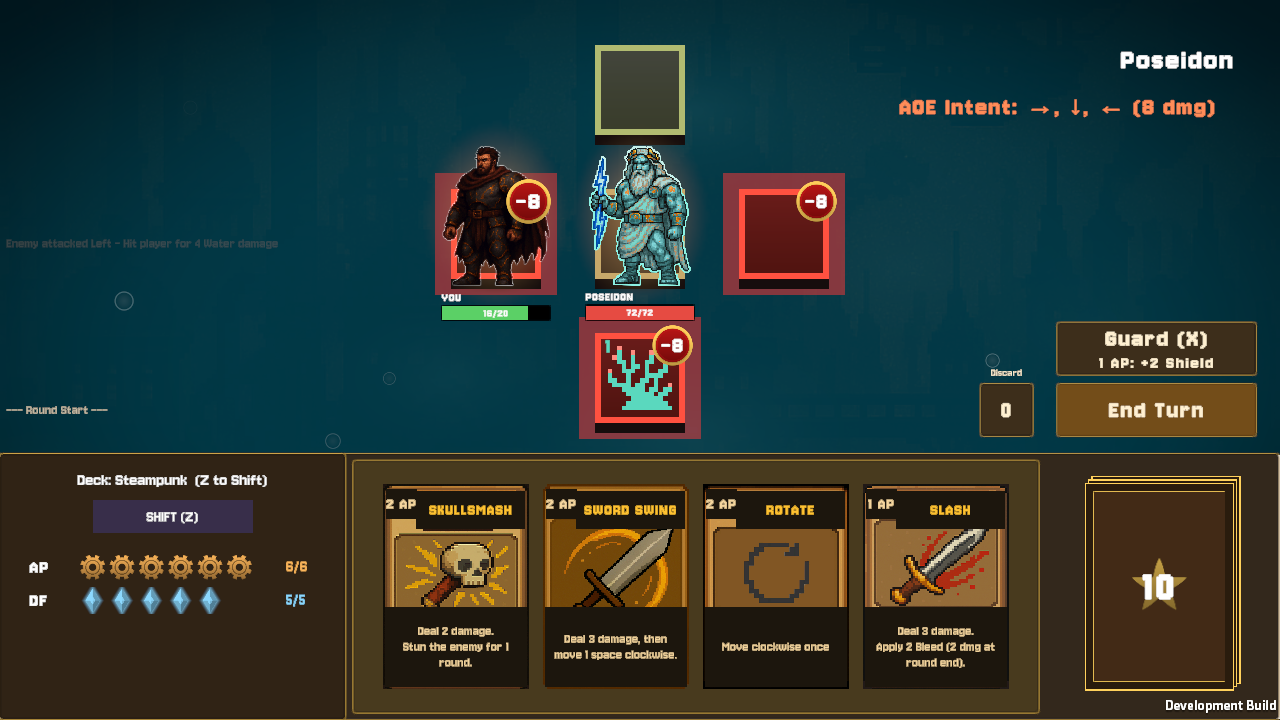 Poseidon
AOE Intent: →, ↓, ← (8 dmg)
-8
-8
Enemy attacked Left - Hit player for 4 Water damage
YOU
16/20
POSEIDON
72/72
1
-8
Guard (X)
1 AP: +2 Shield
Discard
0
End Turn
--- Round Start ---
Deck: Steampunk (Z to Shift)
SHIFT (Z)
AP
6/6
DF
5/5
2 AP
SKULLSMASH
Deal 2 damage.
Stun the enemy for 1
round.
2 AP
SWORD SWING
Deal 3 damage, then
move 1 space clockwise.
2 AP
ROTATE
Move clockwise once
1 AP
SLASH
Deal 3 damage.
Apply 2 Bleed (2 dmg at
round end).
10
Development Build